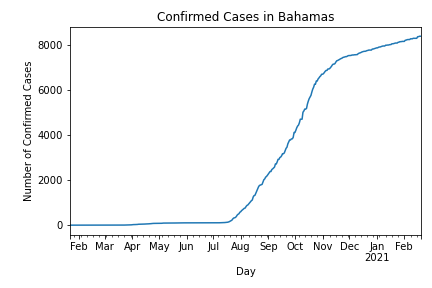 Confirmed Cases in Bahamas
8000
6000
4000
2000
0
Number of Confirmed Cases
Feb Mar Apr May Jun Jul Aug Sep Oct Nov Dec Jan Feb
2021
Day